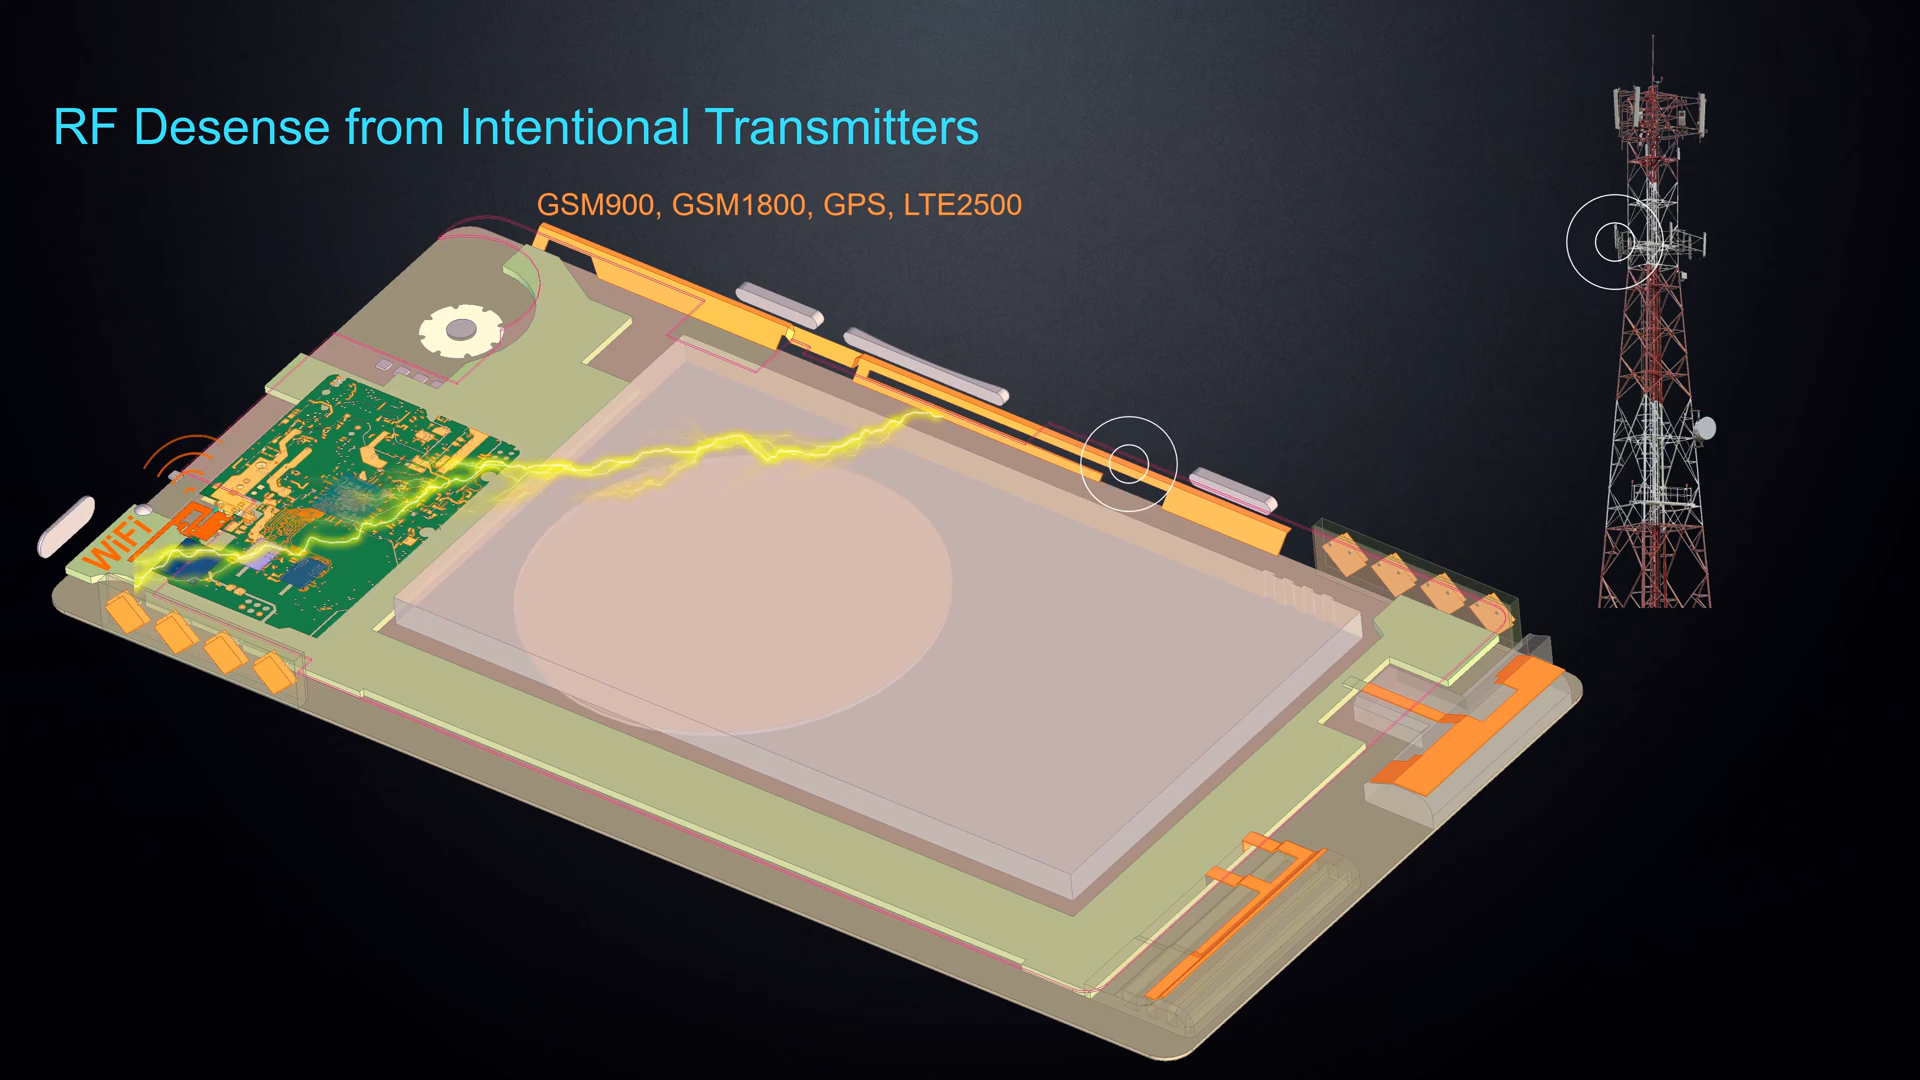 RF Desense from Intentional Transmitters
GSM900, GSM1800, GPS, LTE2500
WiFi